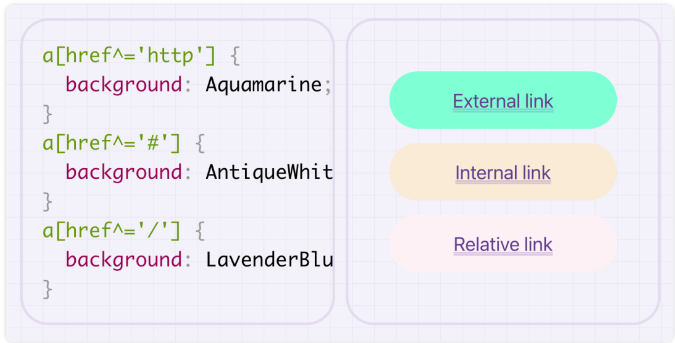 a[href^='http'] {
  background: Aquamarine;
}
a[href^='#'] {
  background: AntiqueWhit
}
a[href^='/'] {
  background: LavenderBlu
}
External link
Internal link
Relative link